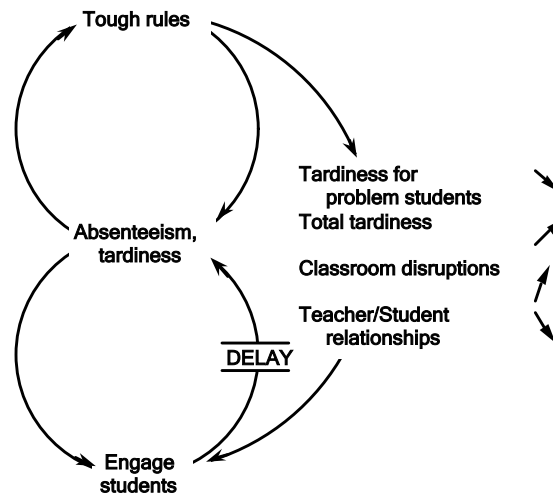 Tough rules
Tardiness for
problem students
Total tardiness
Absenteeism,
tardiness
Classroom disruptions
Teacher/Student
relationships
DELAY
Engage
students